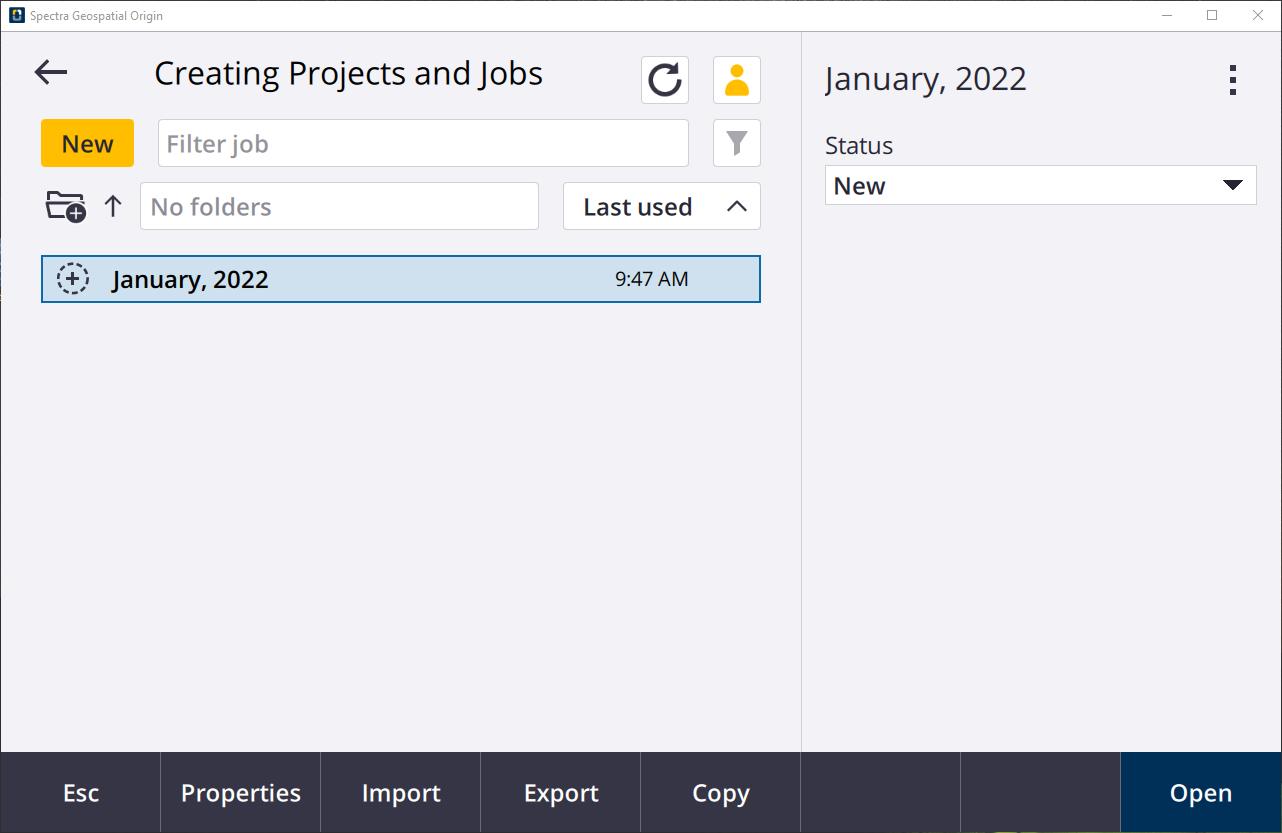 Spectra Geospatial Origin
Creating Projects and Jobs
New
Filter job
No folders
Last used
January, 2022
9:47 AM
January, 2022
Status
New
Esc
Properties
Import
Export
Copy
Open